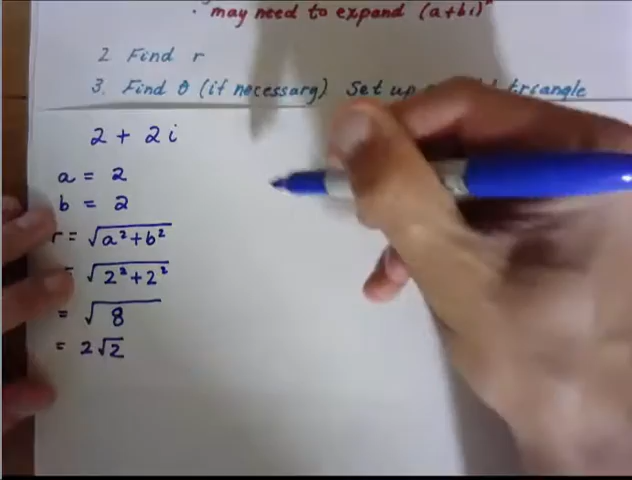 · may need to expand (a+bi)ⁿ
2 Find r
3. Find θ (if necessarg) Set up triangle
2 + 2i
a = 2
b = 2
r = √a²+b²
= √2²+2²
= √8
= 2√2